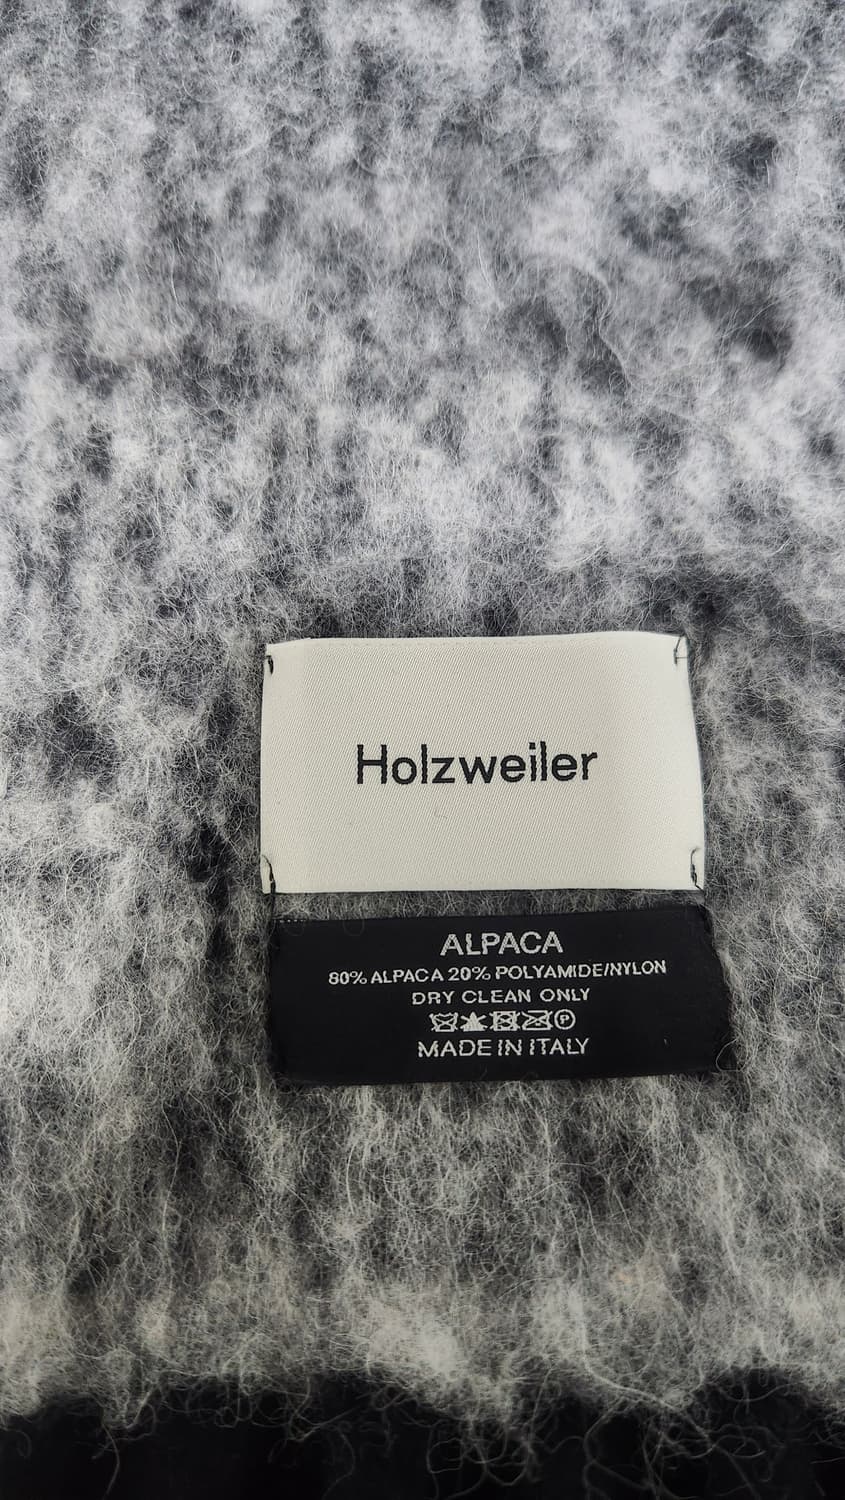 Holzweiler
ALPACA
80% ALPACA 20% POLYAMIDE/NYLON
DRY CLEAN ONLY
P
MADE IN ITALY